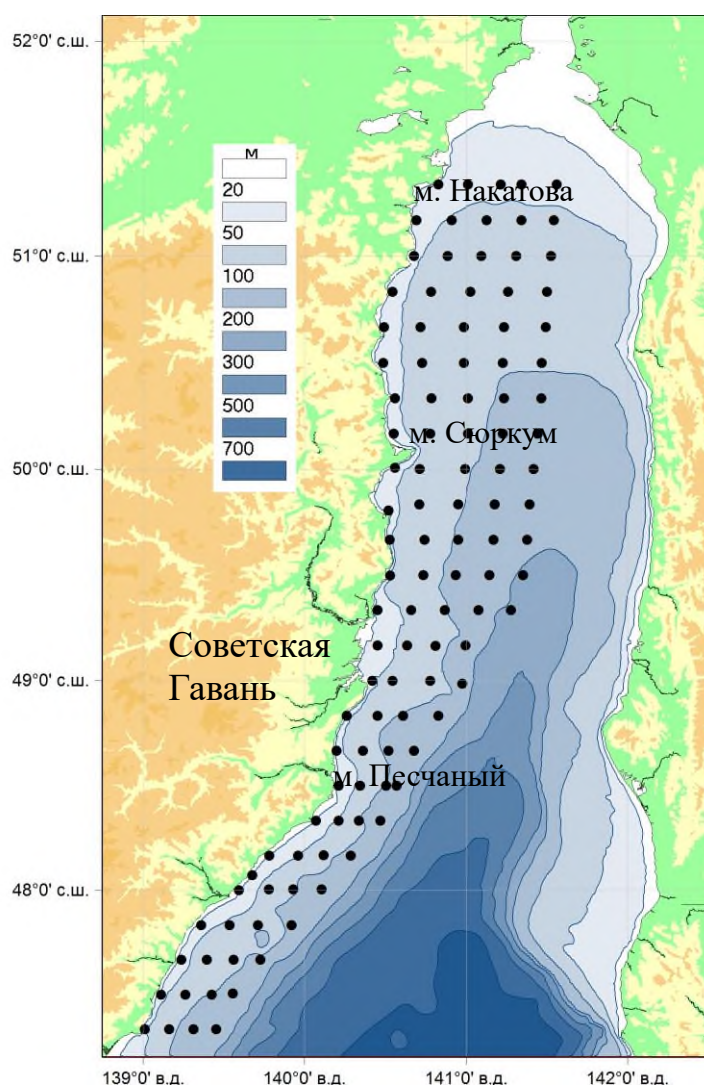 52°0' с.ш.
м
20
50
100
200
300
500
700
м. Накатова
51°0' с.ш.
м. Сюркум
50°0' с.ш.
Советская
Гавань
49°0' с.ш.
м. Песчаный
48°0' с.ш.
139°0' в.д.
140°0' в.д.
141°0' в.д.
142°0' в.д.